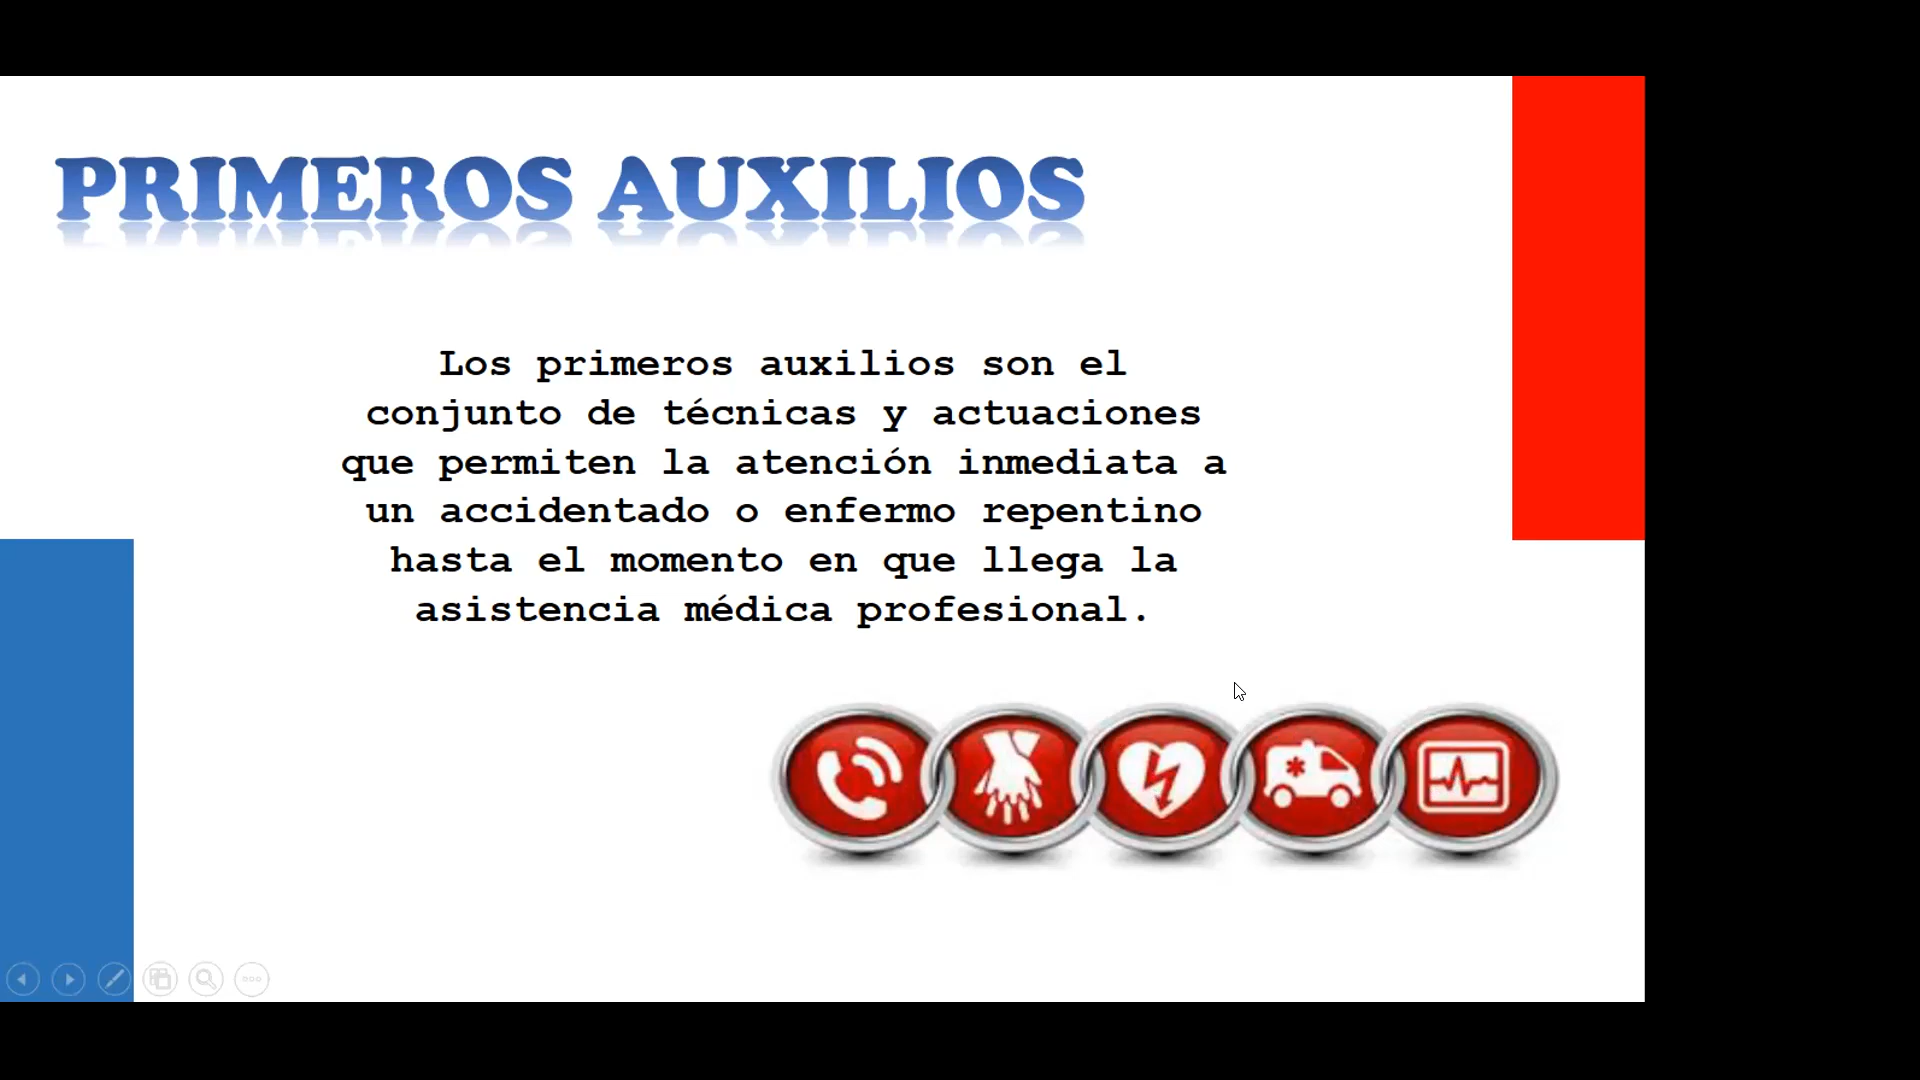 PRIMEROS AUXILIOS
Los primeros auxilios son el
conjunto de técnicas y actuaciones
que permiten la atención inmediata a
un accidentado o enfermo repentino
hasta el momento en que llega la
asistencia médica profesional.